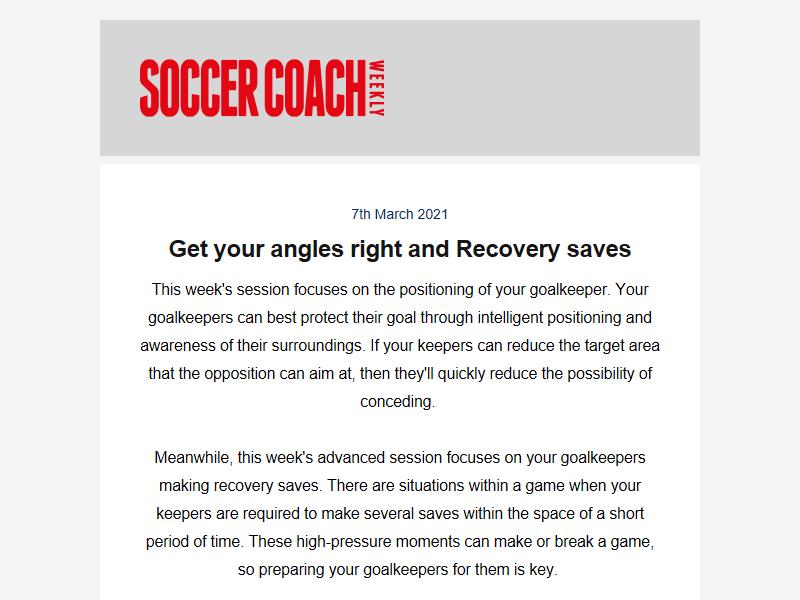 SOCCER COACH WEEKLY
7th March 2021
Get your angles right and Recovery saves
This week's session focuses on the positioning of your goalkeeper. Your
goalkeepers can best protect their goal through intelligent positioning and
awareness of their surroundings. If your keepers can reduce the target area
that the opposition can aim at, then they'll quickly reduce the possibility of
conceding.
Meanwhile, this week's advanced session focuses on your goalkeepers
making recovery saves. There are situations within a game when your
keepers are required to make several saves within the space of a short
period of time. These high-pressure moments can make or break a game,
so preparing your goalkeepers for them is key.